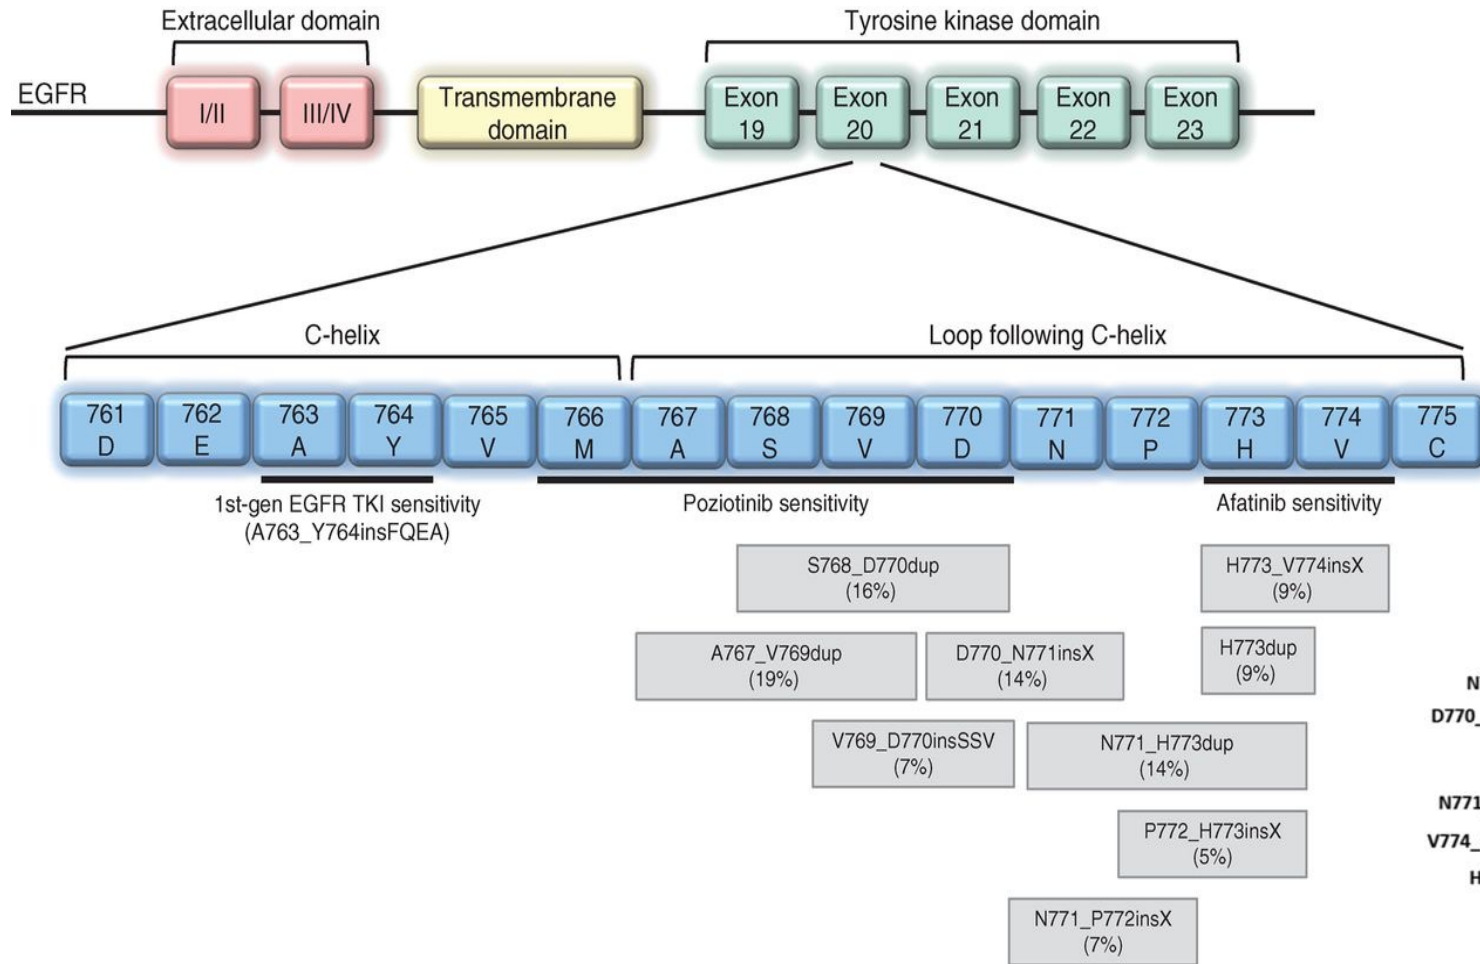 Extracellular domain
Tyrosine kinase domain
EGFR
I/II
III/IV
Transmembrane
domain
Exon
19
Exon
20
Exon
21
Exon
22
Exon
23
C-helix
Loop following C-helix
761
D
762
E
763
A
764
Y
765
V
766
M
767
A
768
S
769
V
770
D
771
N
772
P
773
H
774
V
775
C
1st-gen EGFR TKI sensitivity
(A763_Y764insFQEA)
Poziotinib sensitivity
Afatinib sensitivity
S768_D770dup
(16%)
H773_V774insX
(9%)
A767_V769dup
(19%)
D770_N771insX
(14%)
H773dup
(9%)
N
D770_
V769_D770insSSV
(7%)
N771_H773dup
(14%)
N771
P772_H773insX
(5%)
V774_
H
N771_P772insX
(7%)